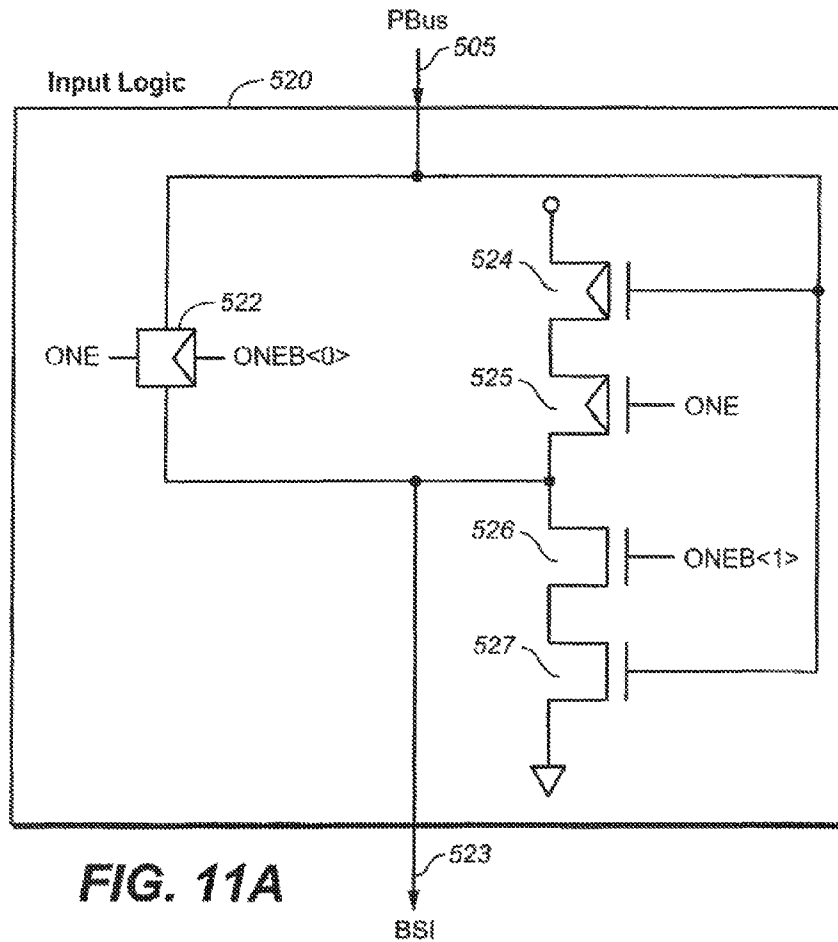 PBus
505
Input Logic
520
524
522
ONE
ONEB<0>
525
ONE
526
ONEB<1>
527
FIG. 11A
523
BSI